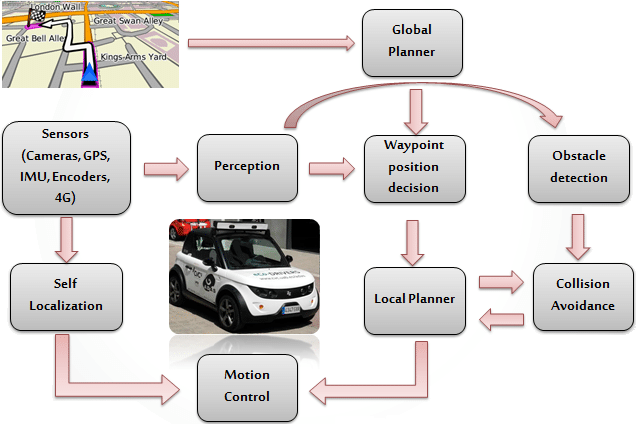 London Wall
Great Swan Alley
Great Bell Alle
Kings Arms Yard
Global
Planner
Sensors
(Cameras, GPS,
IMU, Encoders,
4G)
Perception
Waypoint
position
decision
Obstacle
detection
Self
Localization
Local Planner
Collision
Avoidance
Motion
Control